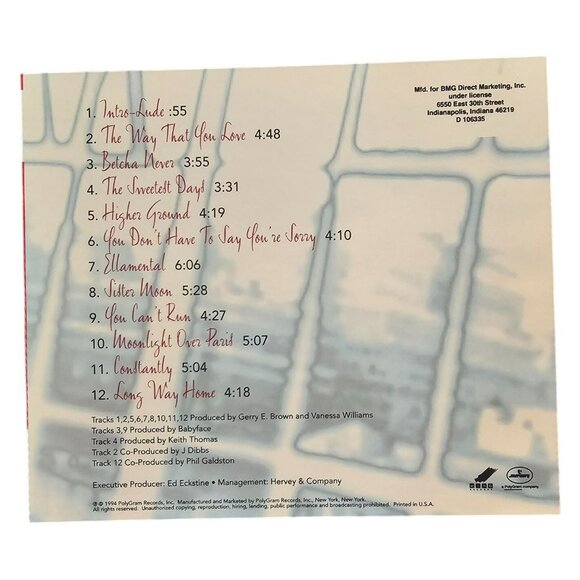 Mfd. for BMG Direct Marketing, Inc.
under license
6550 East 30th Street
Indianapolis, Indiana 46219
D 106335
1. Intro-Lude :55
2. The Way That You Love 4:48
3. Betcha Never 3:55
4. The Sweetest Days 3:31
5. Higher Ground 4:19
6. You Don't Have To Say You're Sorry 4:10
7. Ellamental 6:06
8. Sister Moon 5:28
9. You Can't Run 4:27
10. Moonlight Over Paris 5:07
11. Constantly 5:04
12. Long Way Home 4:18
Tracks 1,2,5,6,7,8,10,11,12 Produced by Gerry E. Brown and Vanessa Williams
Tracks 3,9 Produced by Babyface
Track 4 Produced by Keith Thomas
Track 2 Co-Produced by J Dibbs
Track 12 Co-Produced by Phil Galdston
Executive Producer: Ed Eckstine • Management: Hervey & Company
℗ © 1994 PolyGram Records, Inc. Manufactured and Marketed by PolyGram Records, Inc., New York, New York.
All rights reserved. Unauthorized copying, reproduction, hiring, lending, public performance and broadcasting prohibited. Printed in U.S.A.
WING
RECORDS
mercury
a PolyGram company